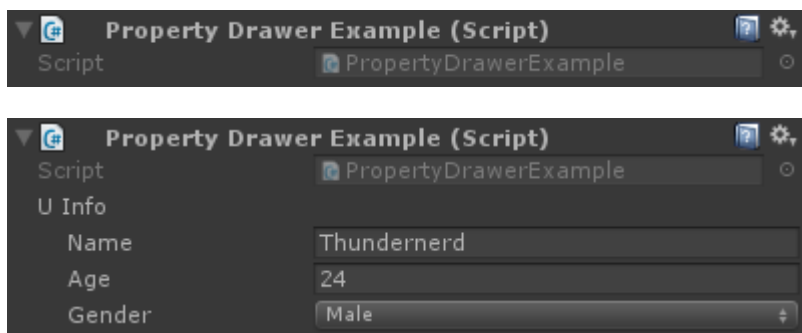 Property Drawer Example (Script)
Script PropertyDrawerExample
Property Drawer Example (Script)
Script PropertyDrawerExample
U Info
Name Thundernerd
Age 24
Gender Male